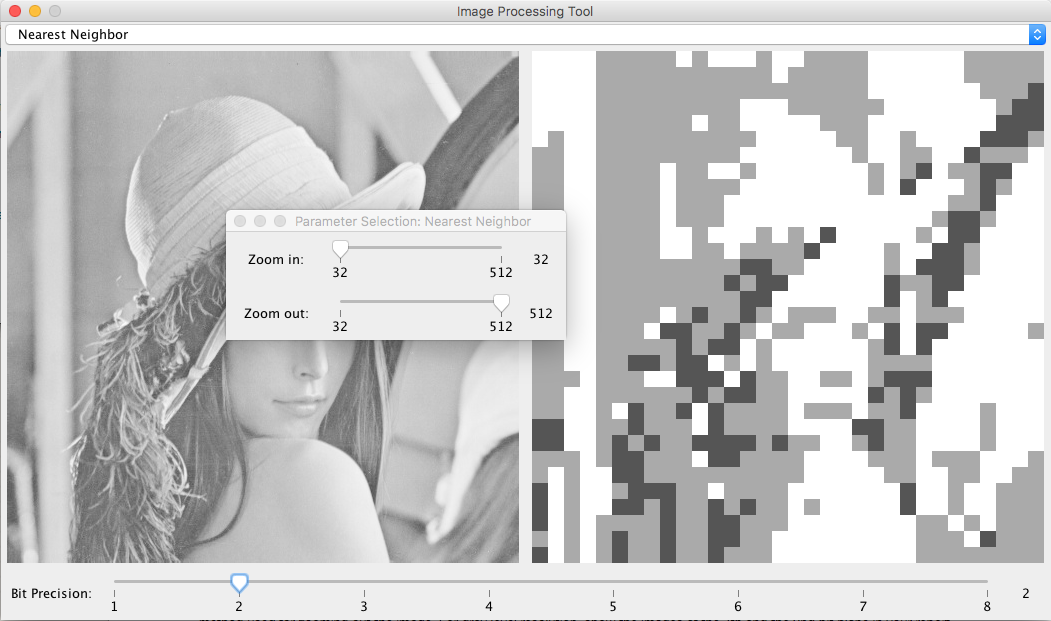 Image Processing Tool
Nearest Neighbor
Parameter Selection: Nearest Neighbor
Zoom in:
32
32
512
Zoom out:
512
32
512
Bit Precision:
2
1
2
3
4
5
6
7
8